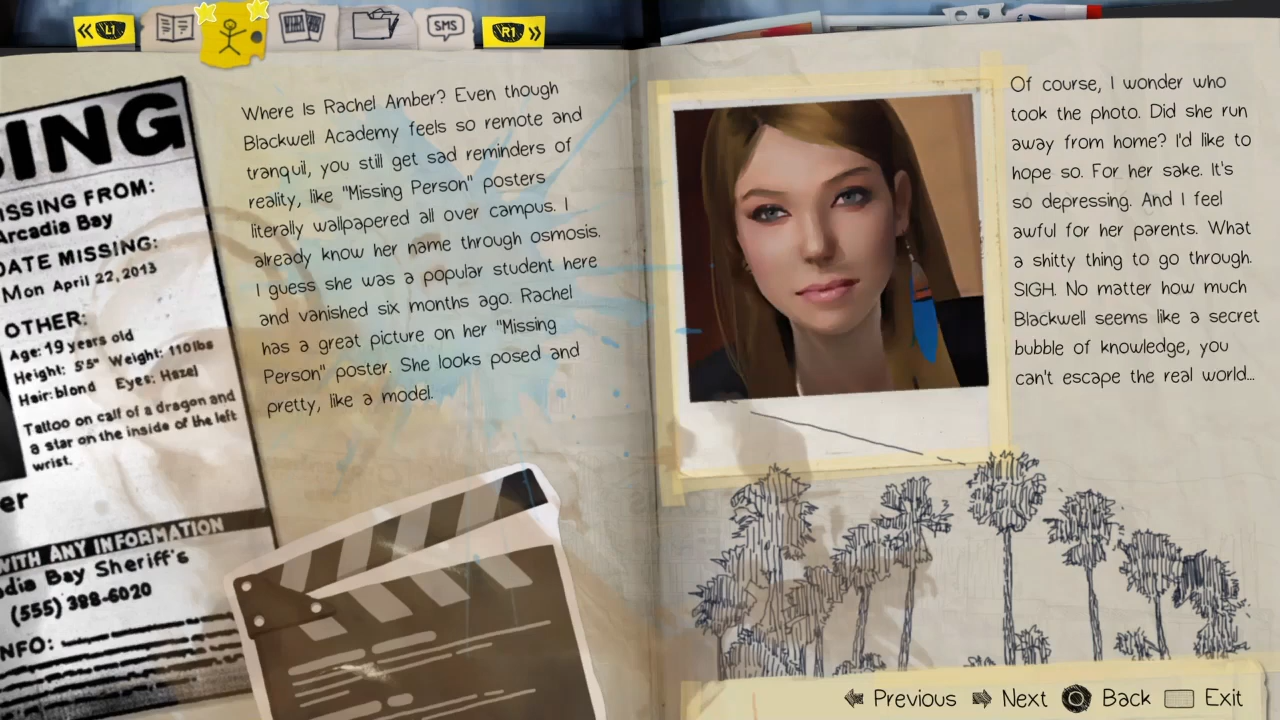 L1
SMS
R1
SING
MISSING FROM:
Arcadia Bay
DATE MISSING:
Mon April 22, 2013
OTHER:
Age: 19 years old
Height: 5'5" Weight: 110lbs
Hair: blond Eyes: Hazel
Tattoo on calf of a dragon and
a star on the inside of the left
wrist.
er
WITH ANY INFORMATION
dia Bay Sheriff's
(555) 388-6020
NFO:
Where Is Rachel Amber? Even though
Blackwell Academy feels so remote and
tranquil, you still get sad reminders of
reality, like "Missing Person" posters
literally wallpapered all over campus. I
already know her name through osmosis.
I guess she was a popular student here
and vanished six months ago. Rachel
has a great picture on her "Missing
Person" poster. She looks posed and
pretty, like a model.
Of course, I wonder who
took the photo. Did she run
away from home? I'd like to
hope so. For her sake. It's
so depressing. And I feel
awful for her parents. What
a shitty thing to go through.
SIGH. No matter how much
Blackwell seems like a secret
bubble of knowledge, you
can't escape the real world...
Previous Next Back Exit